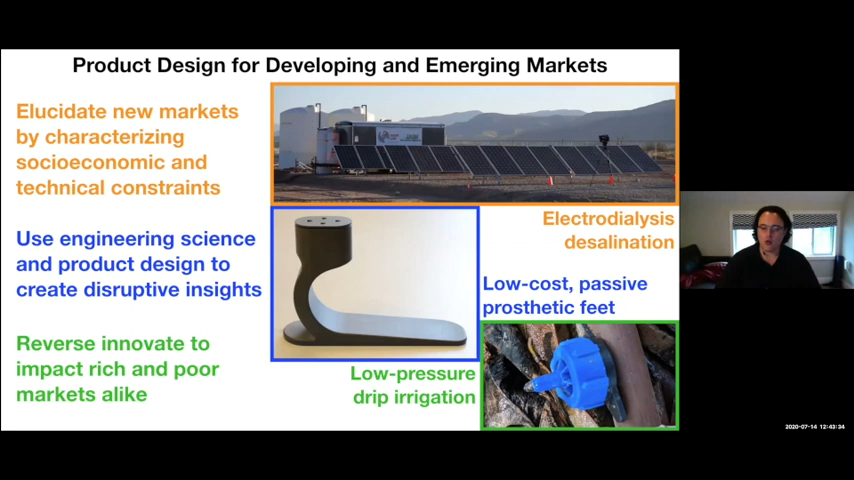 Product Design for Developing and Emerging Markets
Elucidate new markets
by characterizing
socioeconomic and
technical constraints
Use engineering science
and product design to
create disruptive insights
Reverse innovate to
impact rich and poor
markets alike
Electrodialysis
desalination
Low-cost, passive
prosthetic feet
Low-pressure
drip irrigation
2020-07-14 12:43:34